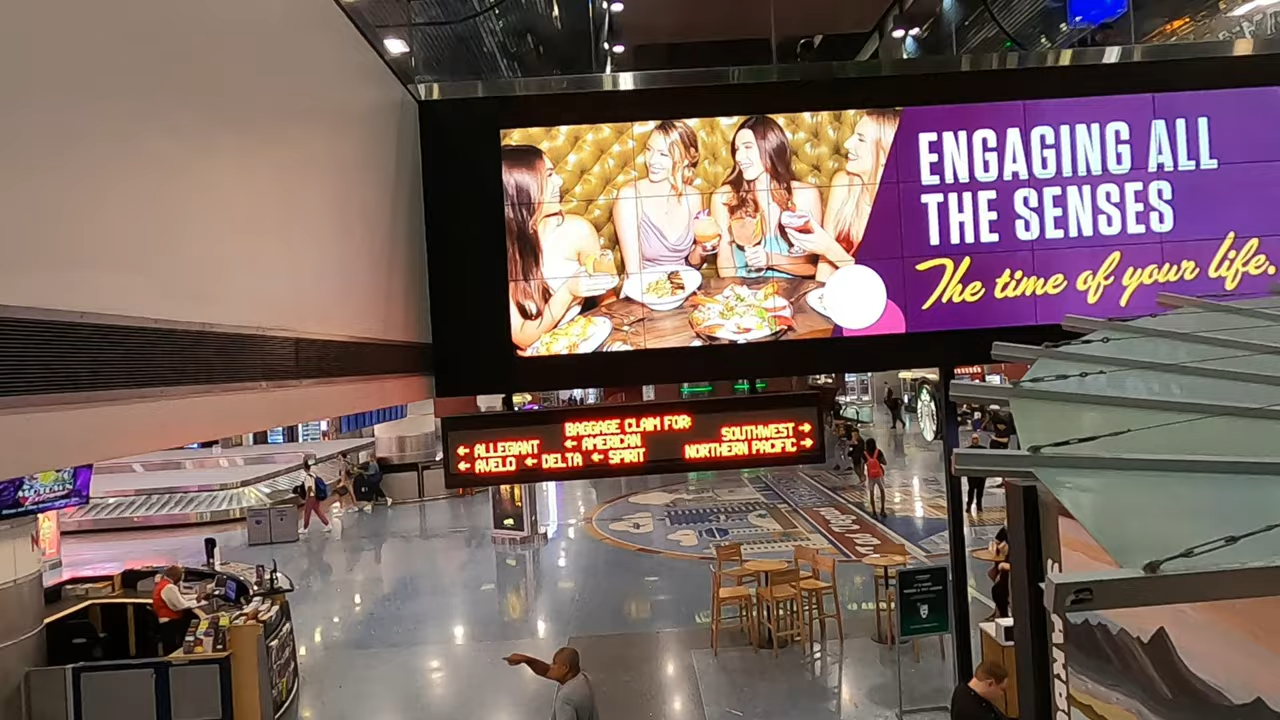 ENGAGING ALL
THE SENSES
The time of your life.
BAGGAGE CLAIM FOR:
← ALLEGIANT ← AMERICAN SOUTHWEST →
← AVELO ← DELTA ← SPIRIT NORTHERN PACIFIC →